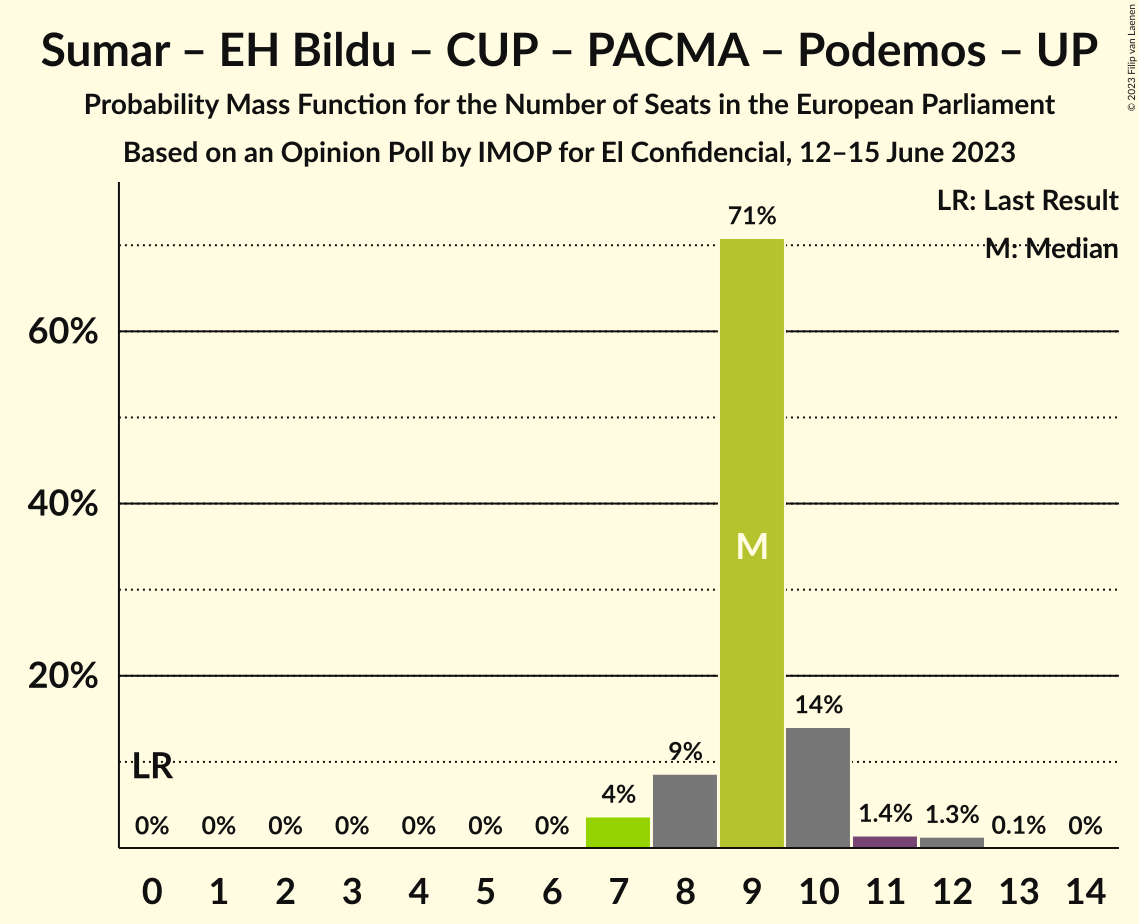 Sumar – EH Bildu – CUP – PACMA – Podemos – UP
Probability Mass Function for the Number of Seats in the European Parliament
Based on an Opinion Poll by IMOP for El Confidencial, 12–15 June 2023
© 2023 Filip van Laenen
LR: Last Result
M: Median
71%
60%
40%
M
20%
14%
LR
9%
4%
0% 0% 0% 0% 0% 0% 0% 1.4% 1.3% 0.1% 0%
0 1 2 3 4 5 6 7 8 9 10 11 12 13 14